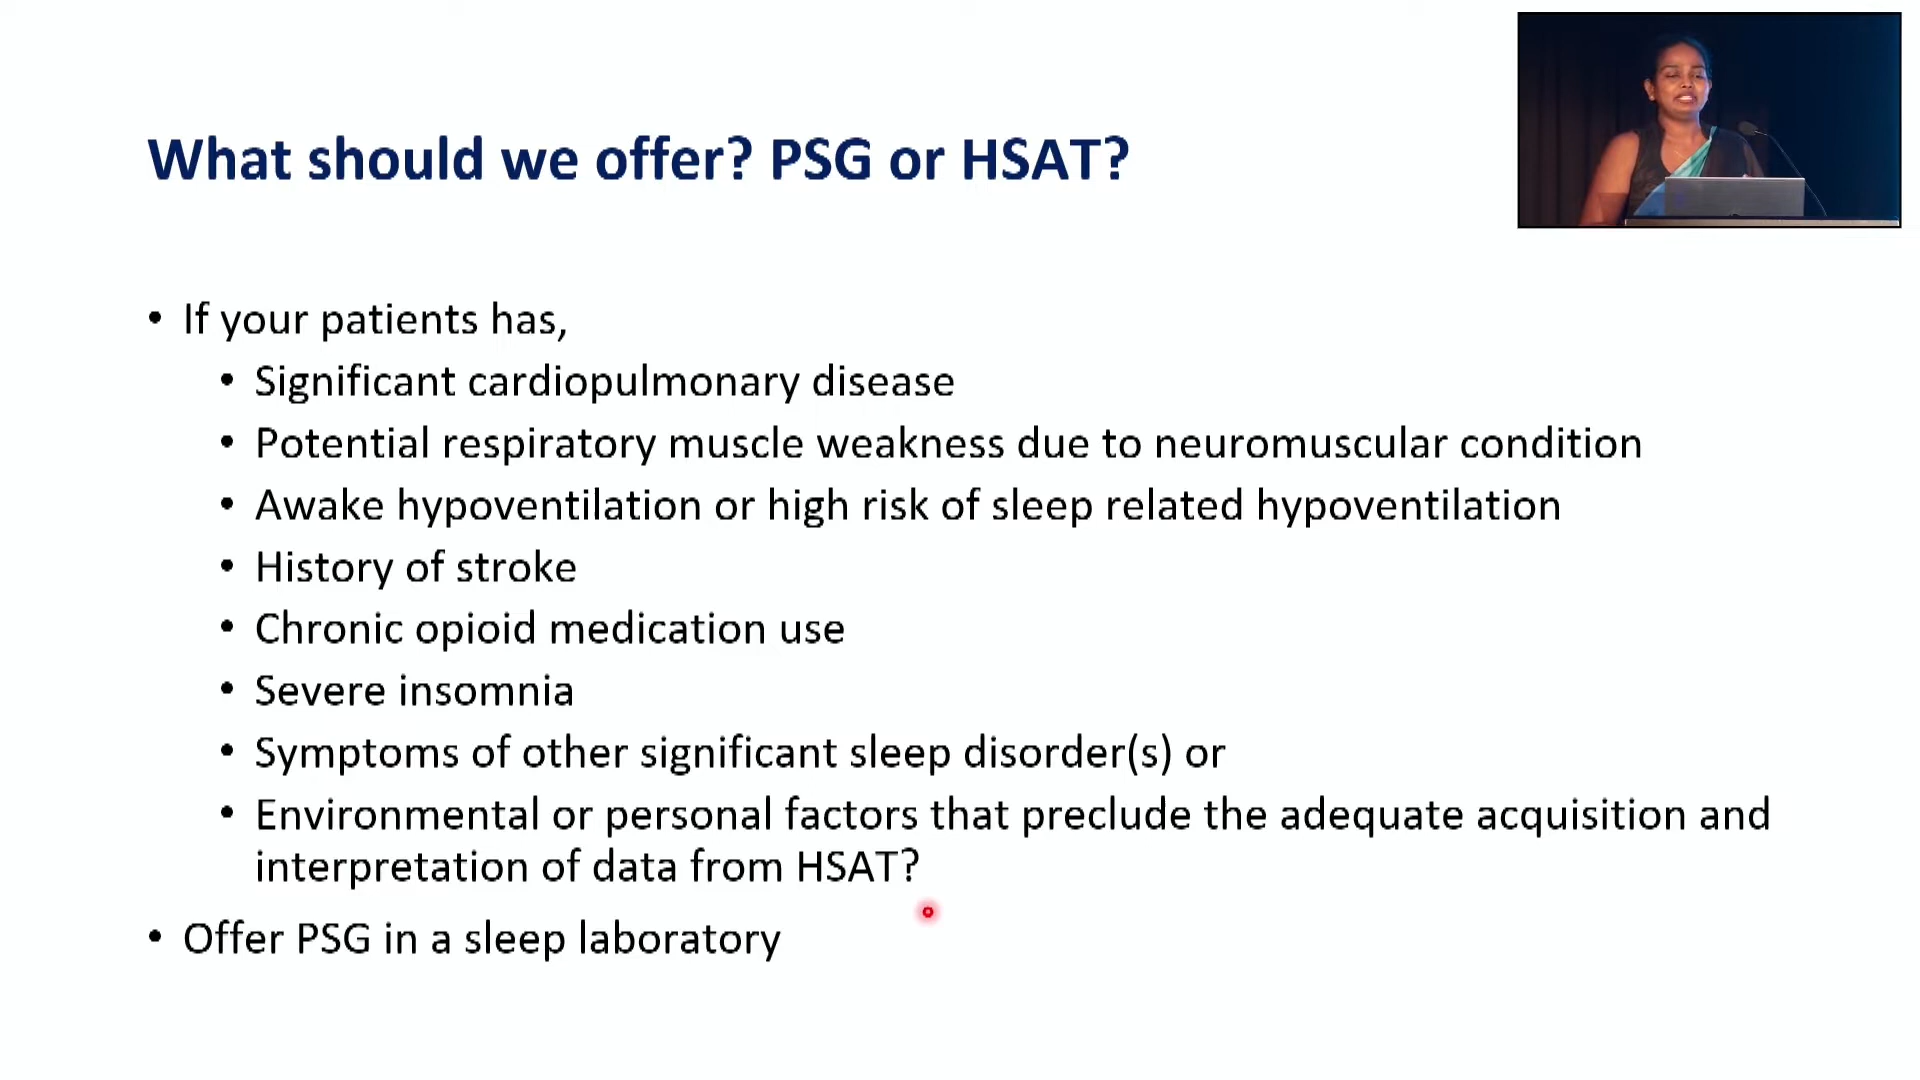 What should we offer? PSG or HSAT?
• If your patients has,
• Significant cardiopulmonary disease
• Potential respiratory muscle weakness due to neuromuscular condition
• Awake hypoventilation or high risk of sleep related hypoventilation
• History of stroke
• Chronic opioid medication use
• Severe insomnia
• Symptoms of other significant sleep disorder(s) or
• Environmental or personal factors that preclude the adequate acquisition and
interpretation of data from HSAT?
• Offer PSG in a sleep laboratory